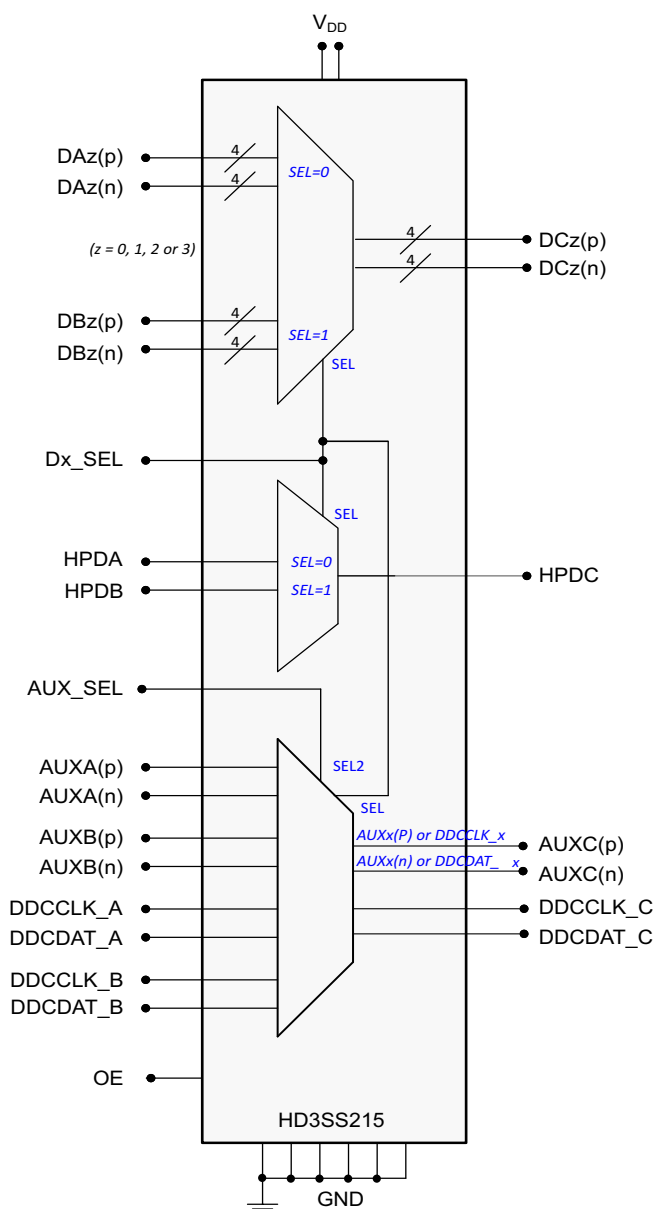 VDD
DAz(p) 4
SEL=0
DAz(n) 4
4 DCz(p)
(z = 0, 1, 2 or 3)
4 DCz(n)
DBz(p) 4
SEL=1
DBz(n) 4
SEL
Dx_SEL
SEL
HPDA SEL=0
HPDC
HPDB SEL=1
AUX_SEL
AUXA(p) SEL2
AUXA(n)
SEL
AUXB(p) AUXx(P) or DDCCLK_x AUXC(p)
AUXB(n) AUXx(n) or DDCDAT_ x AUXC(n)
DDCCLK_A DDCCLK_C
DDCDAT_A DDCDAT_C
DDCCLK_B
DDCDAT_B
OE
HD3SS215
GND